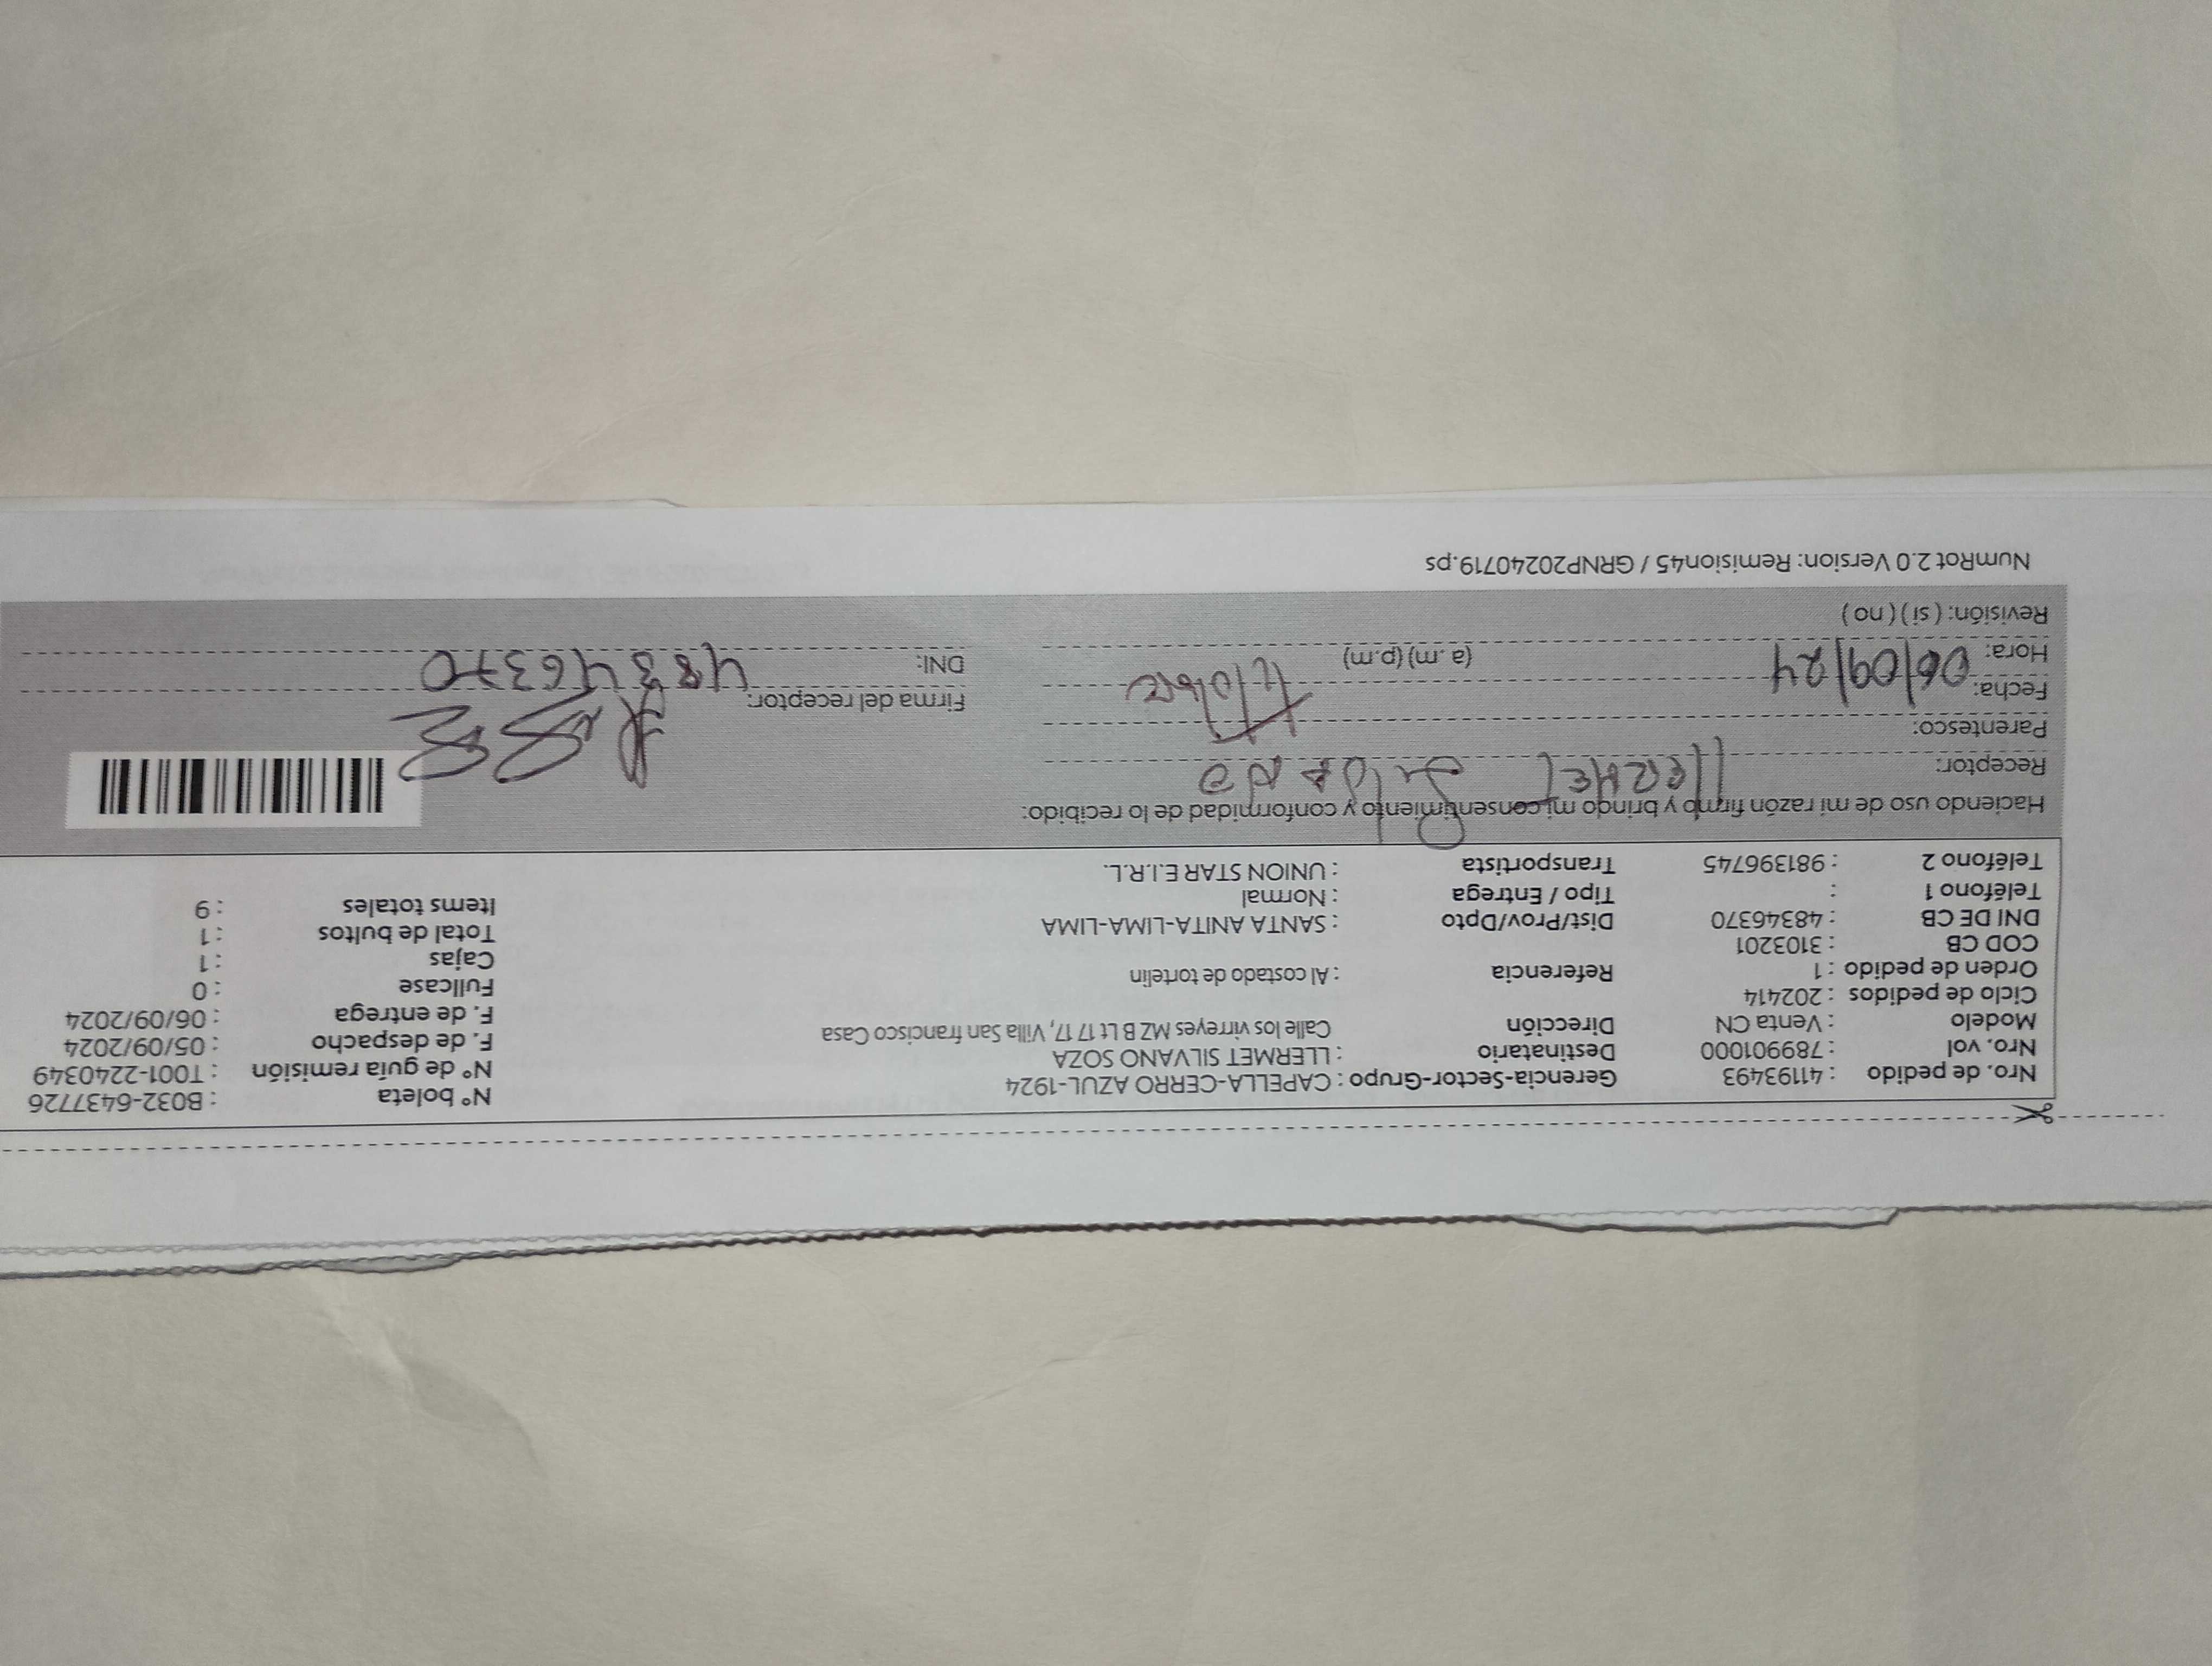 Nro. de pedido : 41193493 Gerencia-Sector-Grupo : CAPELLA-CERRO AZUL-1924 N° boleta : B032-6437726
Nro. vol : 789901000 Destinatario : LLERMET SILVANO SOZA N° de guía remisión : T001-2240349
Modelo : Venta CN Dirección Calle los virreyes MZ B Lt 17 17, Villa San francisco Casa F. de despacho : 05/09/2024
Ciclo de pedidos : 202414 F. de entrega : 06/09/2024
Orden de pedido : 1 Referencia : Al costado de tortelin Fullcase : 0
COD CB : 3103201 Cajas : 1
DNI DE CB : 48346370 Dist/Prov/Dpto : SANTA ANITA-LIMA-LIMA Total de bultos : 1
Teléfono 1 : Tipo / Entrega : Normal Items totales : 9
Teléfono 2 : 981396745 Transportista : UNION STAR E.I.R.L.
Haciendo uso de mi razón firmo y brindo mi consentimiento y conformidad de lo recibido:
Receptor: llERMET Silvano
Parentesco:
Fecha: 06/09/24 Firma del receptor:
Hora: (a.m) (p.m) DNI: 48346370
Revisión: ( si ) ( no )
NumRot 2.0 Version: Remision45 / GRNP20240719.ps